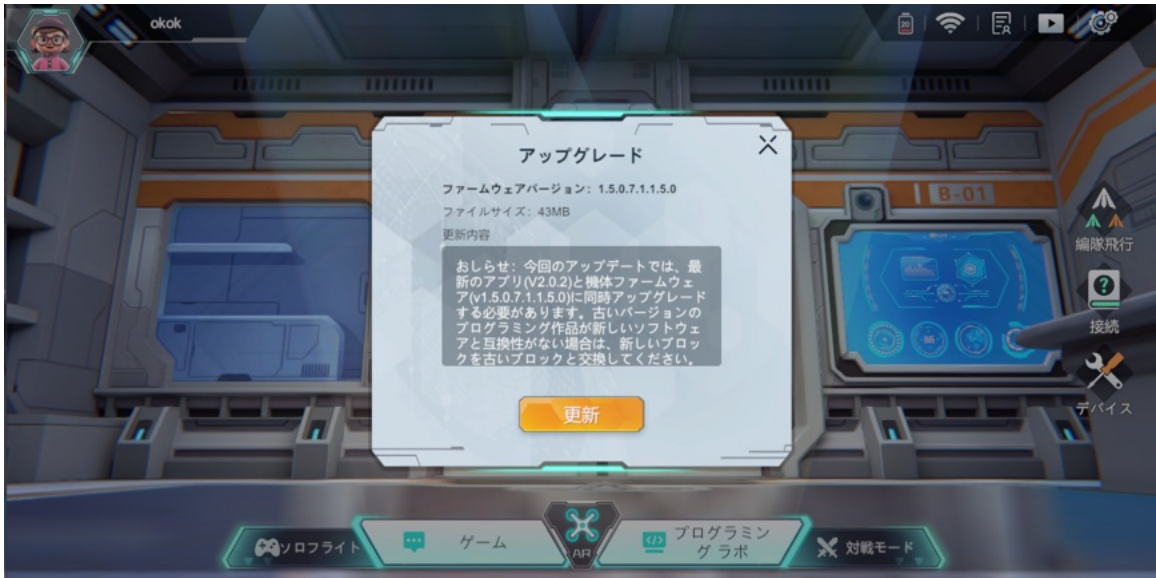 okok
20
アップグレード
ファームウェアバージョン：1.5.0.7.1.1.5.0
ファイルサイズ：43MB
更新内容
おしらせ：今回のアップデートでは、最
新のアプリ(V2.0.2)と機体ファームウェ
ア(v1.5.0.7.1.1.5.0)に同時アップグレード
する必要があります。古いバージョンの
プログラミング作品が新しいソフトウェ
アと互換性がない場合は、新しいブロッ
クを古いブロックと交換してください。
更新
B-01
編隊飛行
接続
デバイス
ソロフライト
ゲーム
AR
プログラミン
グ ラボ
対戦モード